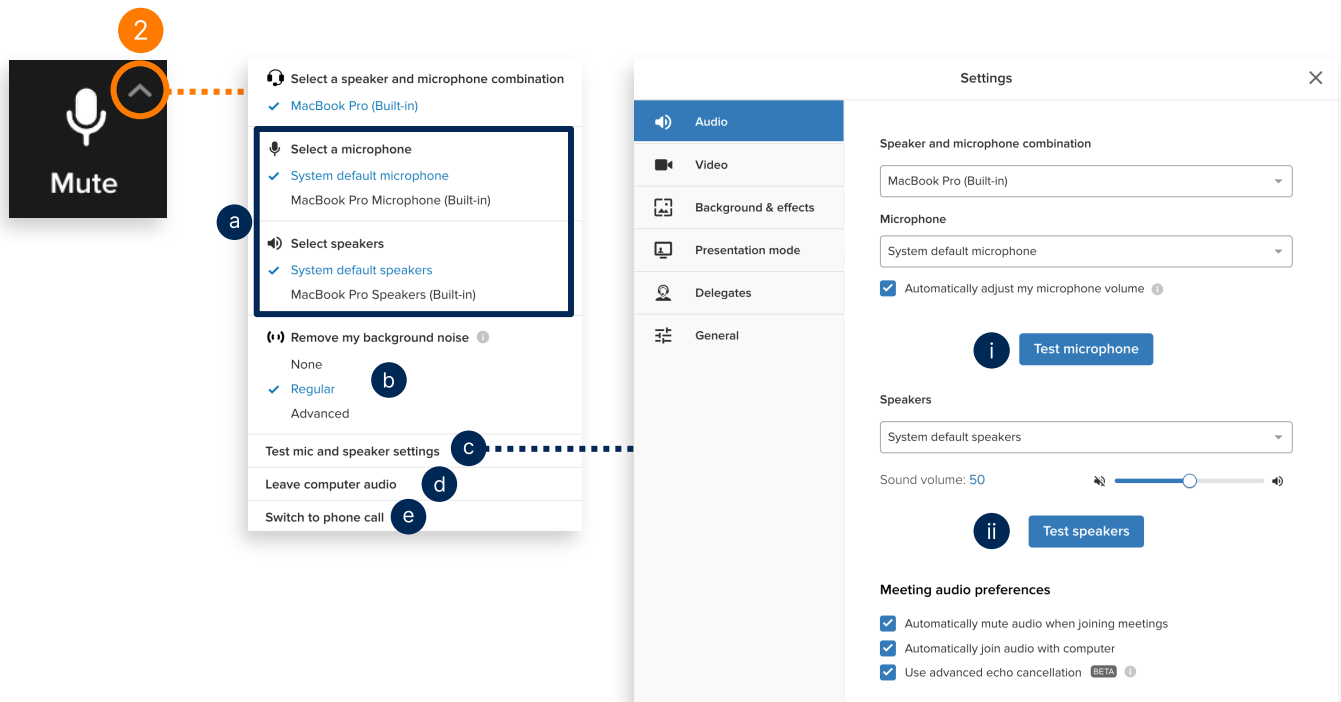 2
Mute
Select a speaker and microphone combination
MacBook Pro (Built-in)
a
Select a microphone
System default microphone
MacBook Pro Microphone (Built-in)
Select speakers
System default speakers
MacBook Pro Speakers (Built-in)
Remove my background noise
None
Regular
Advanced
b
Test mic and speaker settings
c
Leave computer audio
d
Switch to phone call
e
Settings
Audio
Video
Background & effects
Presentation mode
Delegates
General
Speaker and microphone combination
MacBook Pro (Built-in)
Microphone
System default microphone
Automatically adjust my microphone volume
i
Test microphone
Speakers
System default speakers
Sound volume: 50
ii
Test speakers
Meeting audio preferences
Automatically mute audio when joining meetings
Automatically join audio with computer
Use advanced echo cancellation BETA